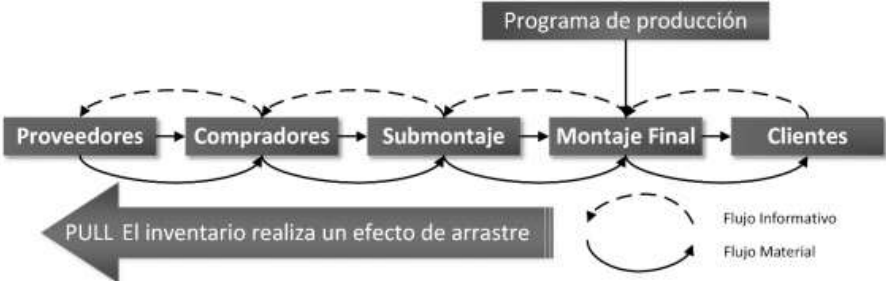 Programa de producción
Proveedores
Compradores
Submontaje
Montaje Final
Clientes
PULL El inventario realiza un efecto de arrastre
Flujo Informativo
Flujo Material